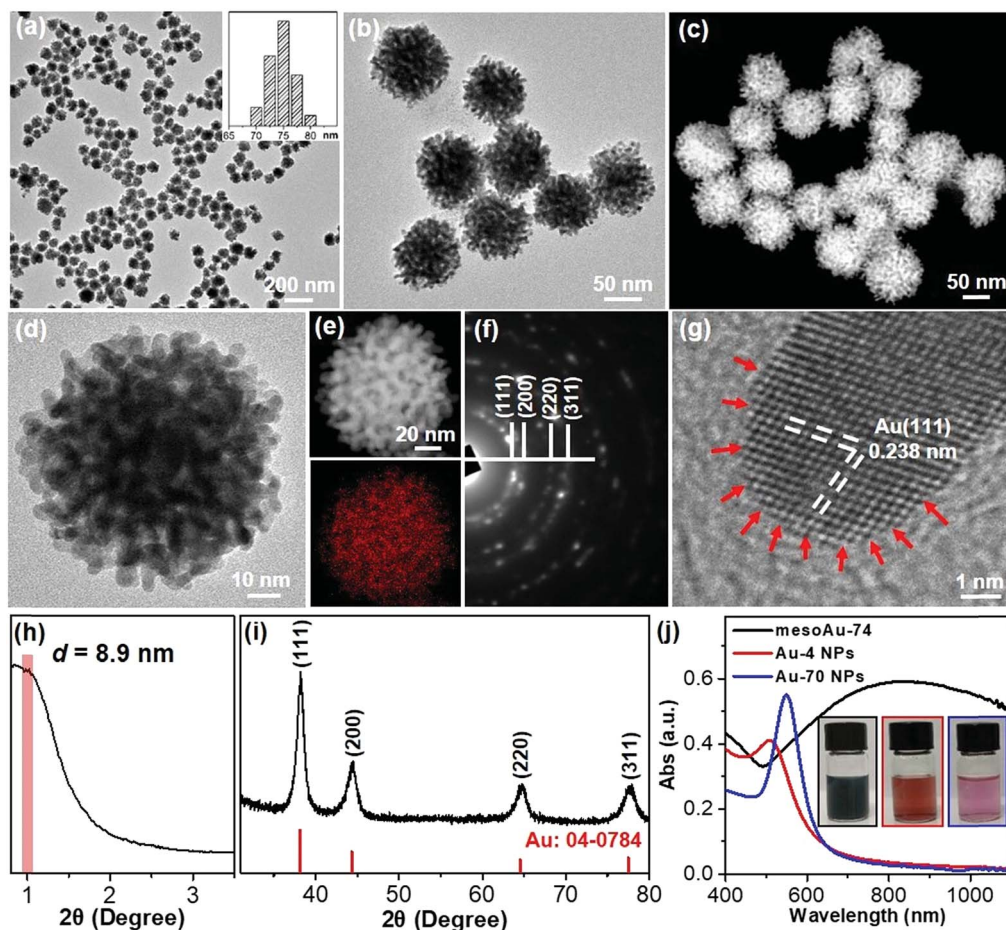 (a)
65 70 75 80 nm
200 nm
(b)
50 nm
(c)
50 nm
(d)
10 nm
(e)
20 nm
(f)
(111)
(200)
(220)
(311)
(g)
Au(111)
0.238 nm
1 nm
(h)
d = 8.9 nm
1 2 3
2θ (Degree)
(i)
(111)
(200)
(220)
(311)
Au: 04-0784
40 50 60 70 80
2θ (Degree)
(j)
mesoAu-74
Au-4 NPs
Au-70 NPs
Abs (a.u.)
0.6
0.4
0.2
0.0
400 600 800 1000
Wavelength (nm)